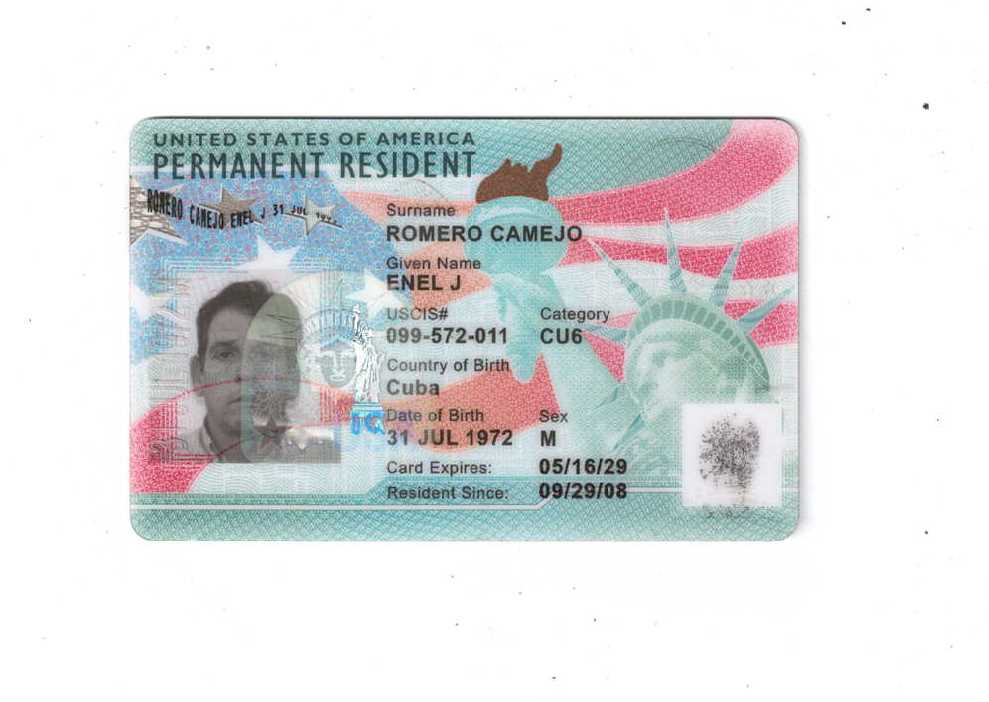 UNITED STATES OF AMERICA
PERMANENT RESIDENT
ROMERO CAMEJO ENEL J 31 JUL 1972
Surname
ROMERO CAMEJO
Given Name
ENEL J
USCIS# Category
099-572-011 CU6
Country of Birth
Cuba
Date of Birth Sex
31 JUL 1972 M
Card Expires: 05/16/29
Resident Since: 09/29/08